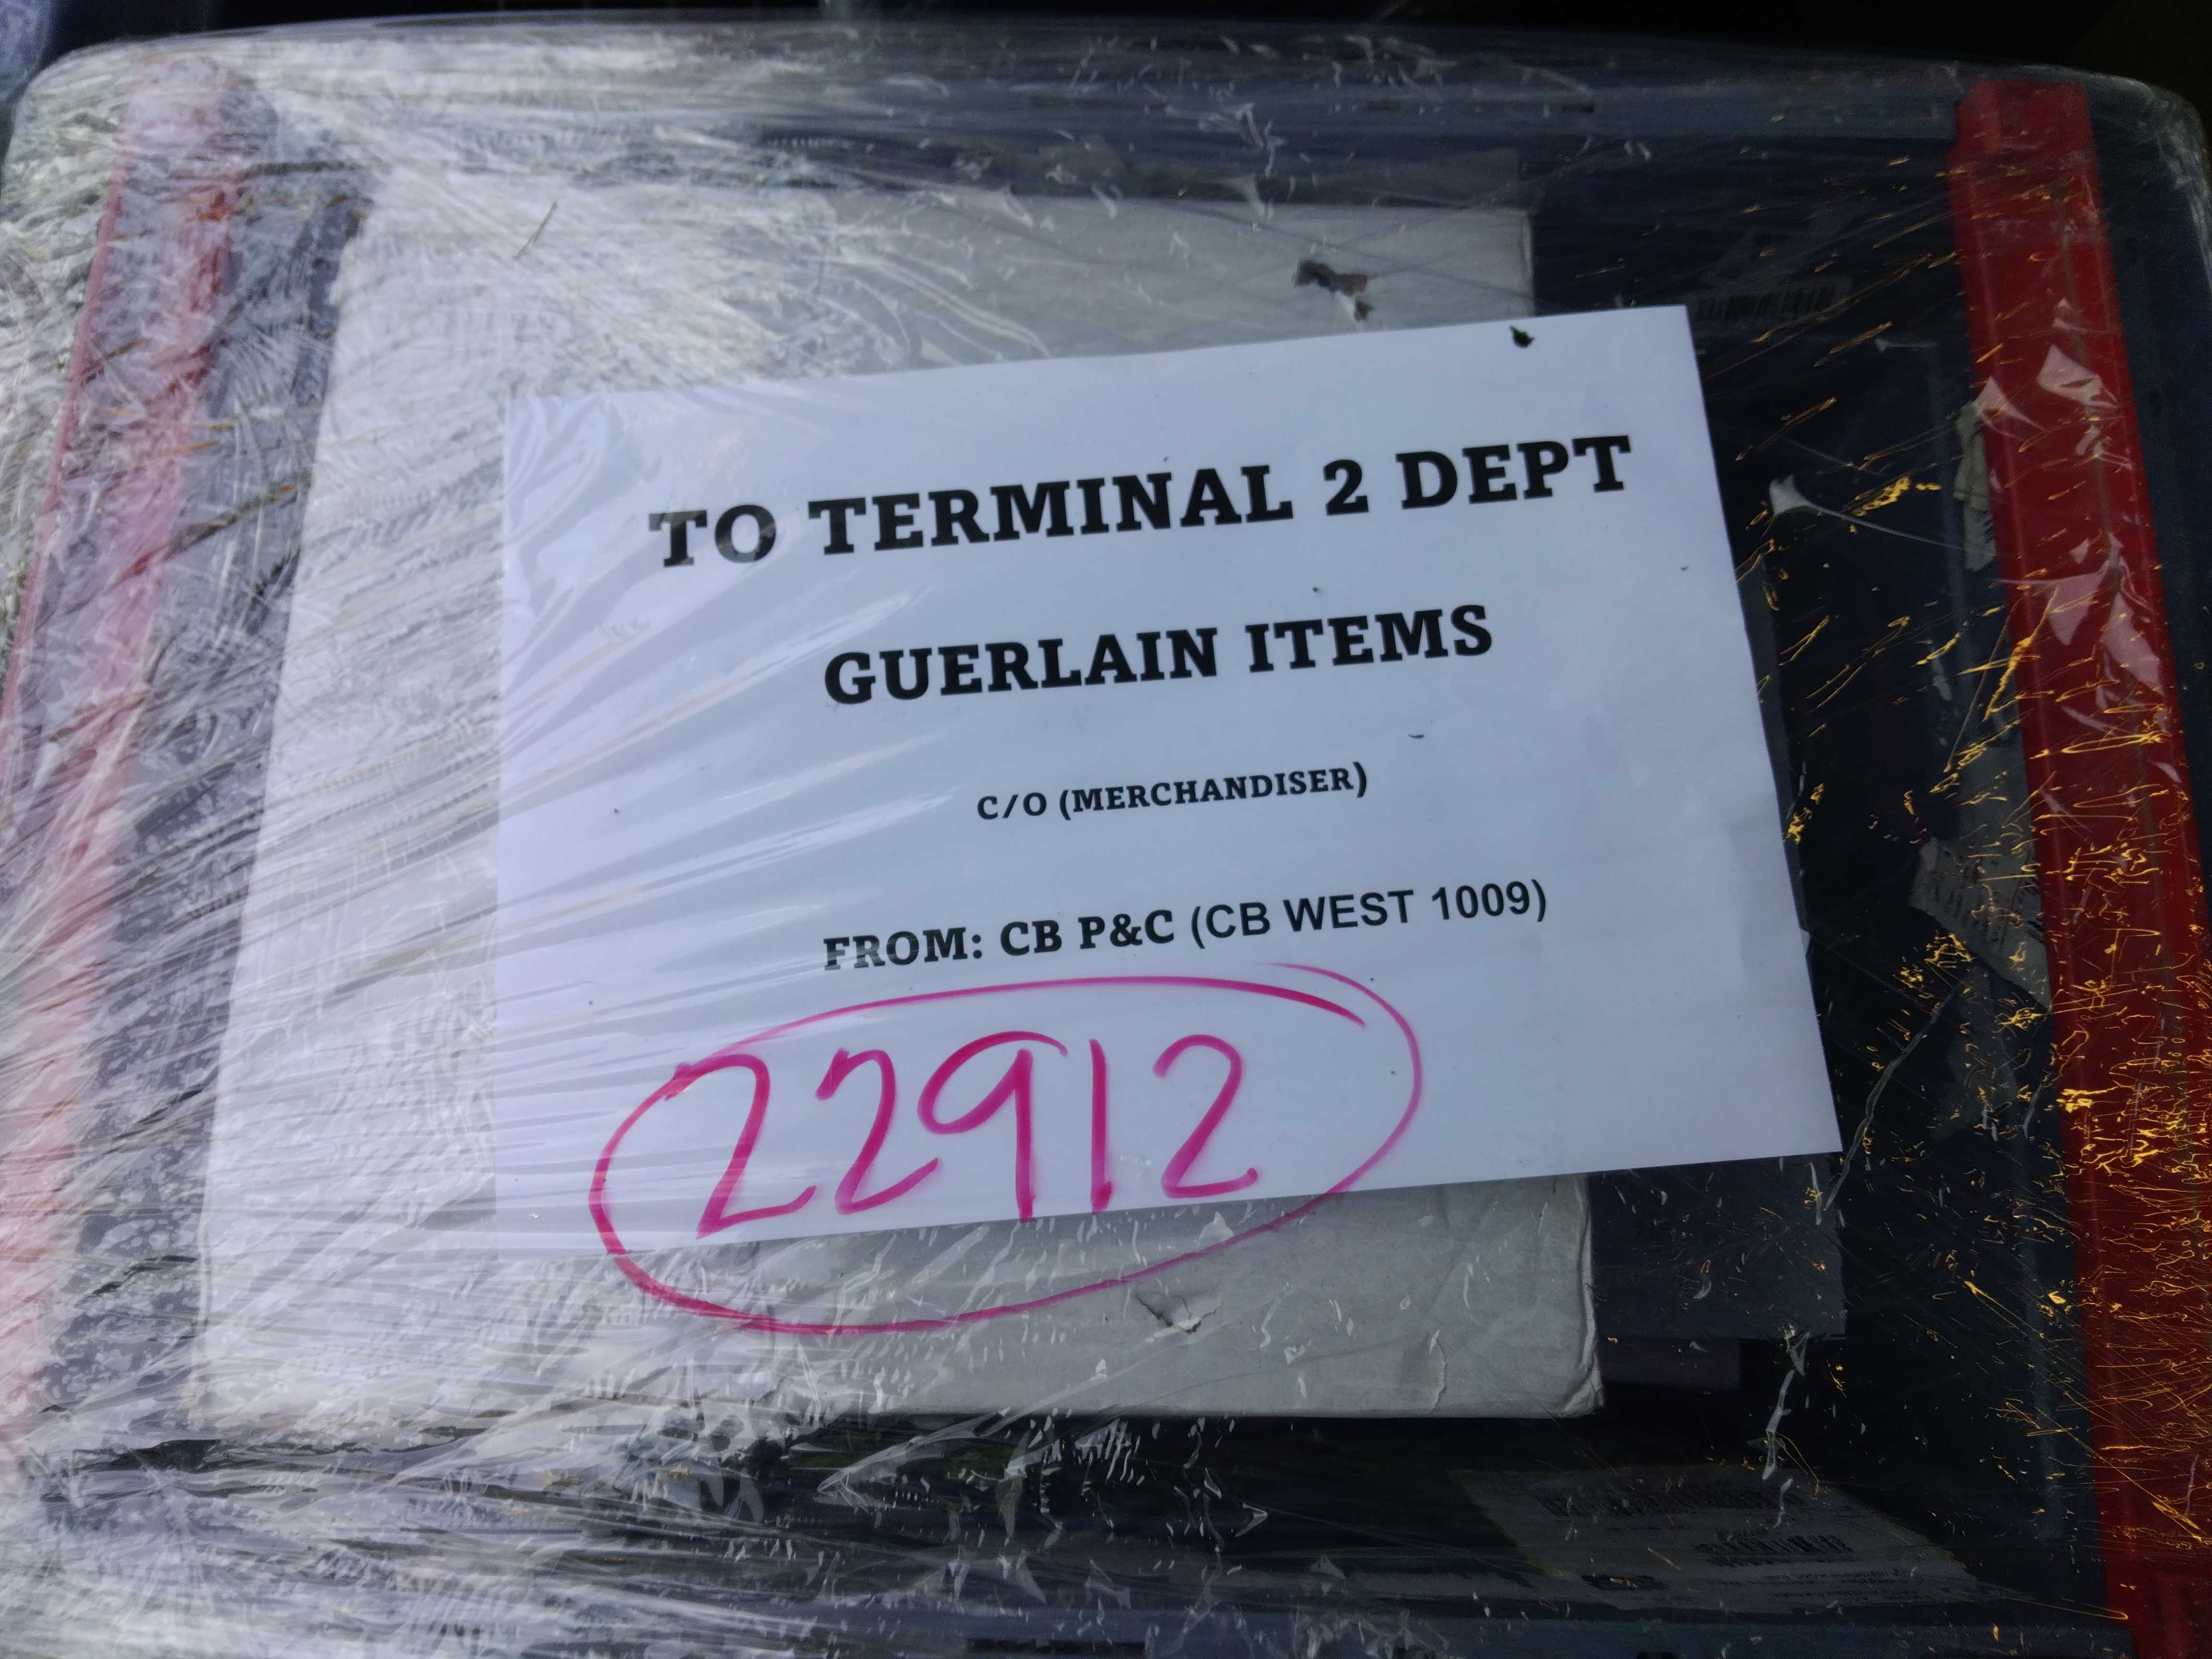 TO TERMINAL 2 DEPT
GUERLAIN ITEMS
C/O (MERCHANDISER)
FROM: CB P&C (CB WEST 1009)
22912